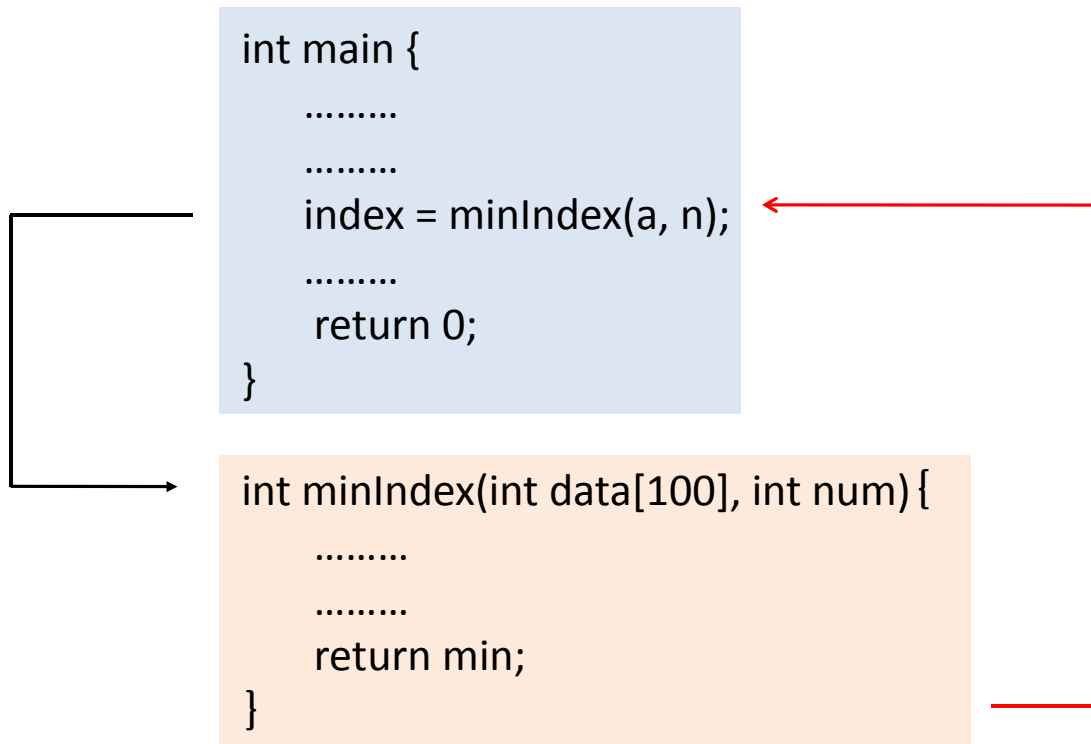 int main {
………
………
index = minIndex(a, n);
………
return 0;
}
int minIndex(int data[100], int num) {
………
………
return min;
}